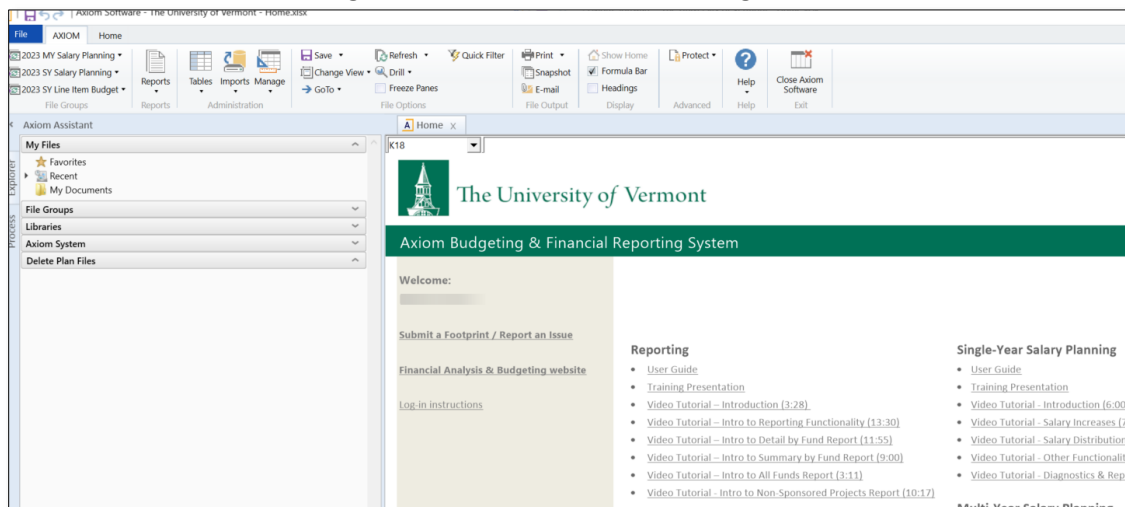 Axiom Software - The University of Vermont - Home.xlsx
File AXIOM Home
2023 MY Salary Planning
2023 SY Salary Planning
2023 SY Line Item Budget
File Groups
Reports
Reports
Tables Imports Manage
Administration
Save Refresh Quick Filter
Change View Drill
GoTo Freeze Panes
File Options
Print
Snapshot
E-mail
File Output
Show Home
Formula Bar
Headings
Display
Protect
Advanced
Help
Help
Close Axiom
Software
Exit
Axiom Assistant
Explorer
Process
My Files
Favorites
Recent
My Documents
File Groups
Libraries
Axiom System
Delete Plan Files
A Home X
K18
The University of Vermont
Axiom Budgeting & Financial Reporting System
Welcome:
Submit a Footprint / Report an Issue
Financial Analysis & Budgeting website
Log-in instructions
Reporting
• User Guide
• Training Presentation
• Video Tutorial – Introduction (3:28)
• Video Tutorial – Intro to Reporting Functionality (13:30)
• Video Tutorial – Intro to Detail by Fund Report (11:55)
• Video Tutorial – Intro to Summary by Fund Report (9:00)
• Video Tutorial – Intro to All Funds Report (3:11)
• Video Tutorial - Intro to Non-Sponsored Projects Report (10:17)
Single-Year Salary Planning
• User Guide
• Training Presentation
• Video Tutorial - Introduction (6:00
• Video Tutorial - Salary Increases (7
• Video Tutorial - Salary Distribution
• Video Tutorial - Other Functionalit
• Video Tutorial - Diagnostics & Rep
Multi-Year Salary Planning